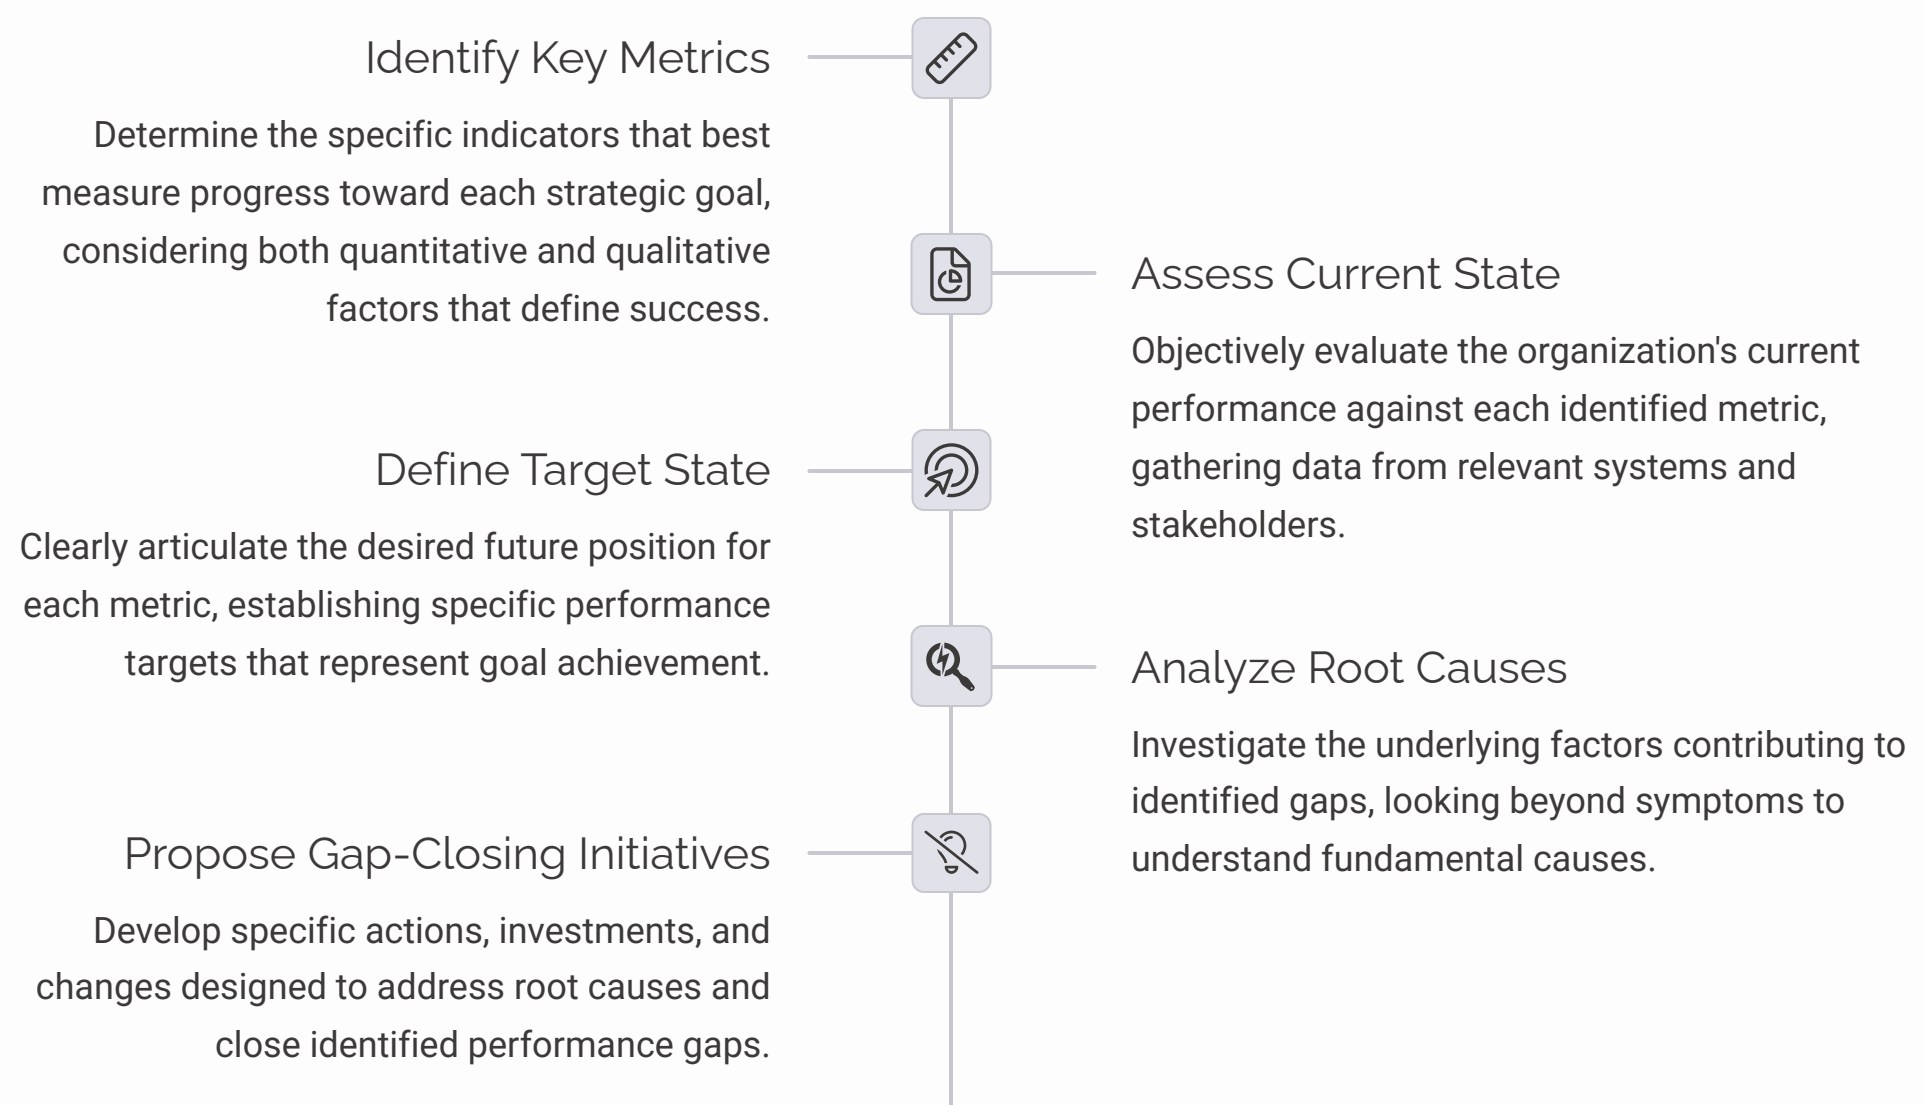 Identify Key Metrics
Determine the specific indicators that best
measure progress toward each strategic goal,
considering both quantitative and qualitative
factors that define success.
Assess Current State
Objectively evaluate the organization's current
performance against each identified metric,
gathering data from relevant systems and
stakeholders.
Define Target State
Clearly articulate the desired future position for
each metric, establishing specific performance
targets that represent goal achievement.
Analyze Root Causes
Investigate the underlying factors contributing to
identified gaps, looking beyond symptoms to
understand fundamental causes.
Propose Gap-Closing Initiatives
Develop specific actions, investments, and
changes designed to address root causes and
close identified performance gaps.